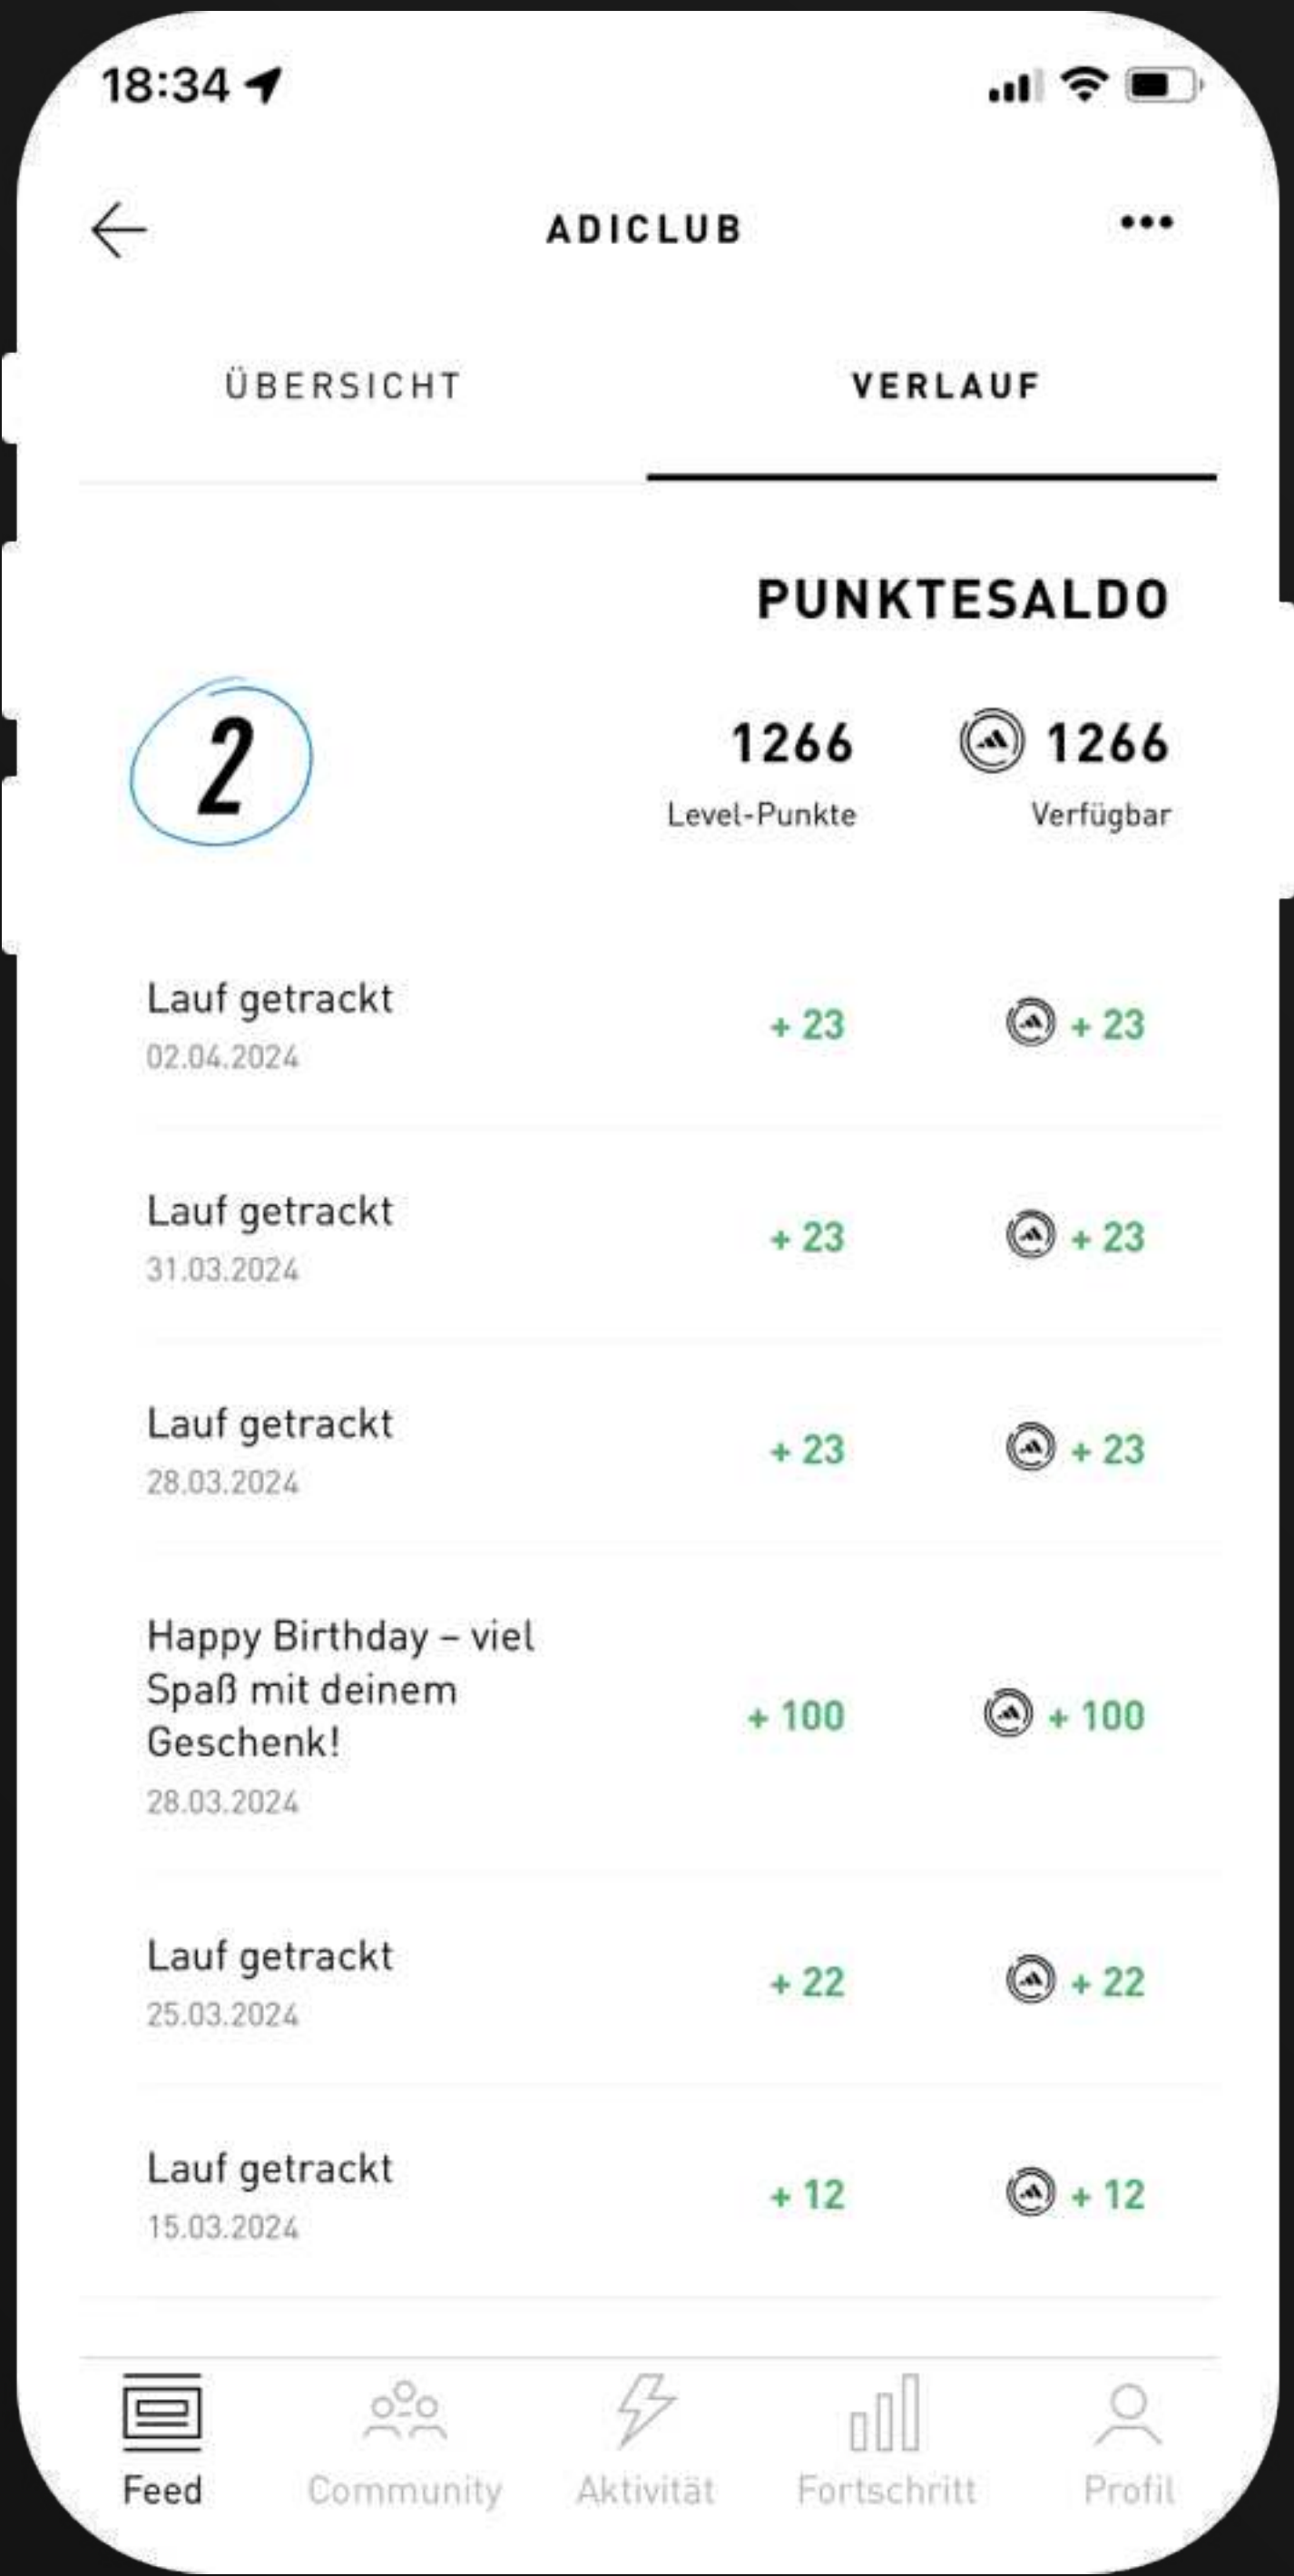 18:34
ADICLUB
ÜBERSICHT VERLAUF
PUNKTESALDO
2 1266 1266
Level-Punkte Verfügbar
Lauf getrackt
02.04.2024
+ 23 + 23
Lauf getrackt
31.03.2024
+ 23 + 23
Lauf getrackt
28.03.2024
+ 23 + 23
Happy Birthday – viel
Spaß mit deinem
Geschenk!
28.03.2024
+ 100 + 100
Lauf getrackt
25.03.2024
+ 22 + 22
Lauf getrackt
15.03.2024
+ 12 + 12
Feed Community Aktivität Fortschritt Profil